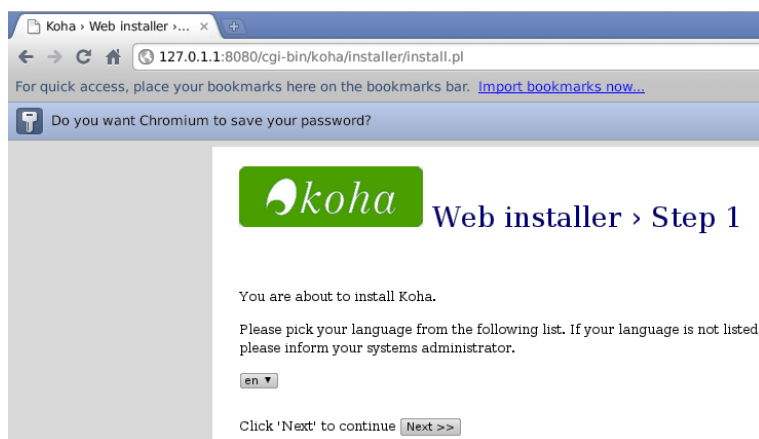 Koha › Web installer ›...
127.0.1.1:8080/cgi-bin/koha/installer/install.pl
For quick access, place your bookmarks here on the bookmarks bar. Import bookmarks now...
Do you want Chromium to save your password?
koha
Web installer › Step 1
You are about to install Koha.
Please pick your language from the following list. If your language is not listed
please inform your systems administrator.
en
Click 'Next' to continue Next >>